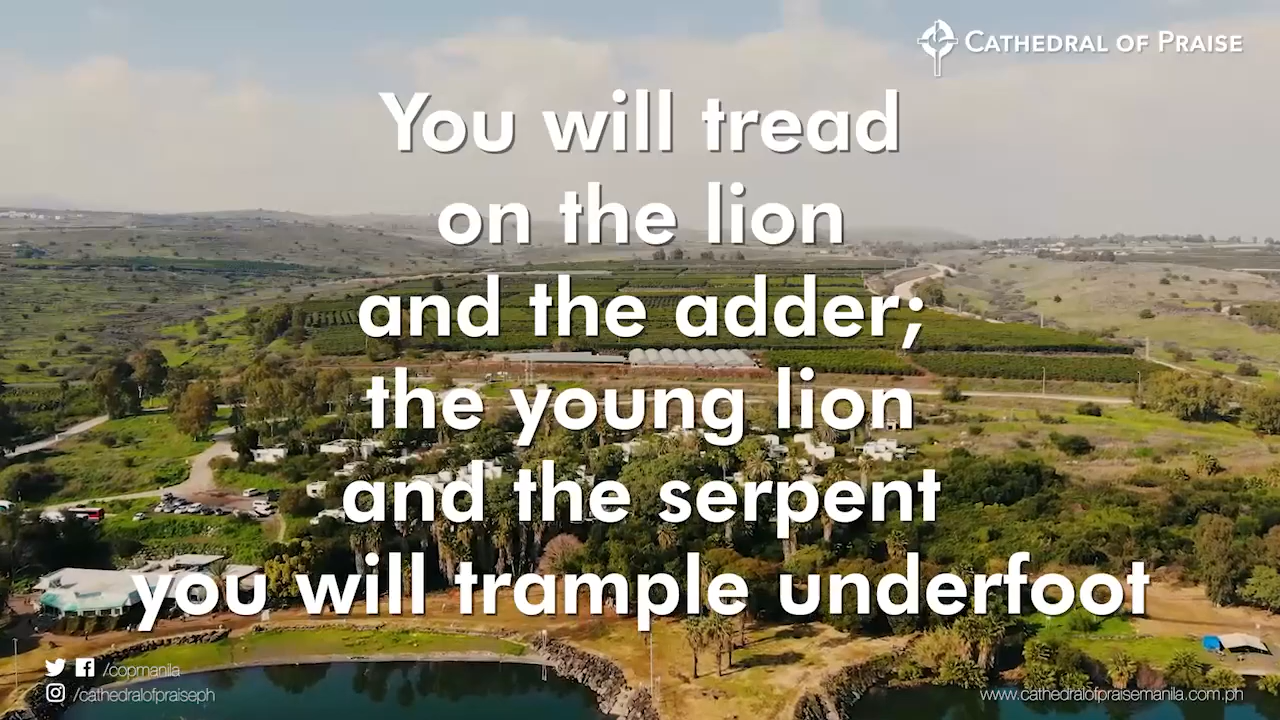 CATHEDRAL OF PRAISE
You will tread
on the lion
and the adder;
the young lion
and the serpent
you will trample underfoot
/copmanila
/cathedralofpraiseph
www.cathedralofpraisemanila.com.ph